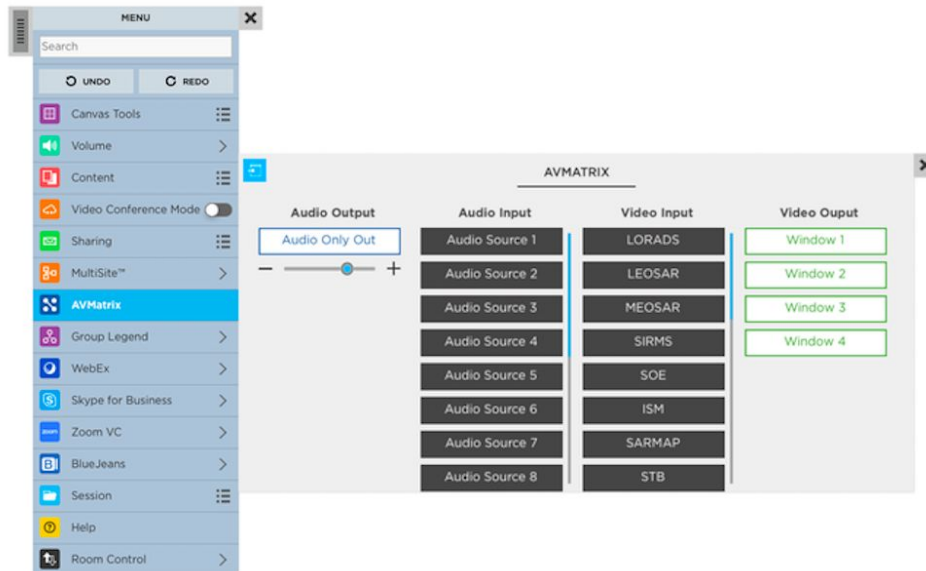 MENU
Search
UNDO REDO
Canvas Tools
Volume
Content
Video Conference Mode
Sharing
MultiSite™
AVMatrix
Group Legend
WebEx
Skype for Business
Zoom VC
BlueJeans
Session
Help
Room Control
AVMATRIX
Audio Output
Audio Only Out
Audio Input
Audio Source 1
Audio Source 2
Audio Source 3
Audio Source 4
Audio Source 5
Audio Source 6
Audio Source 7
Audio Source 8
Video Input
LORADS
LEOSAR
MEOSAR
SIRMS
SOE
ISM
SARMAP
STB
Video Ouput
Window 1
Window 2
Window 3
Window 4